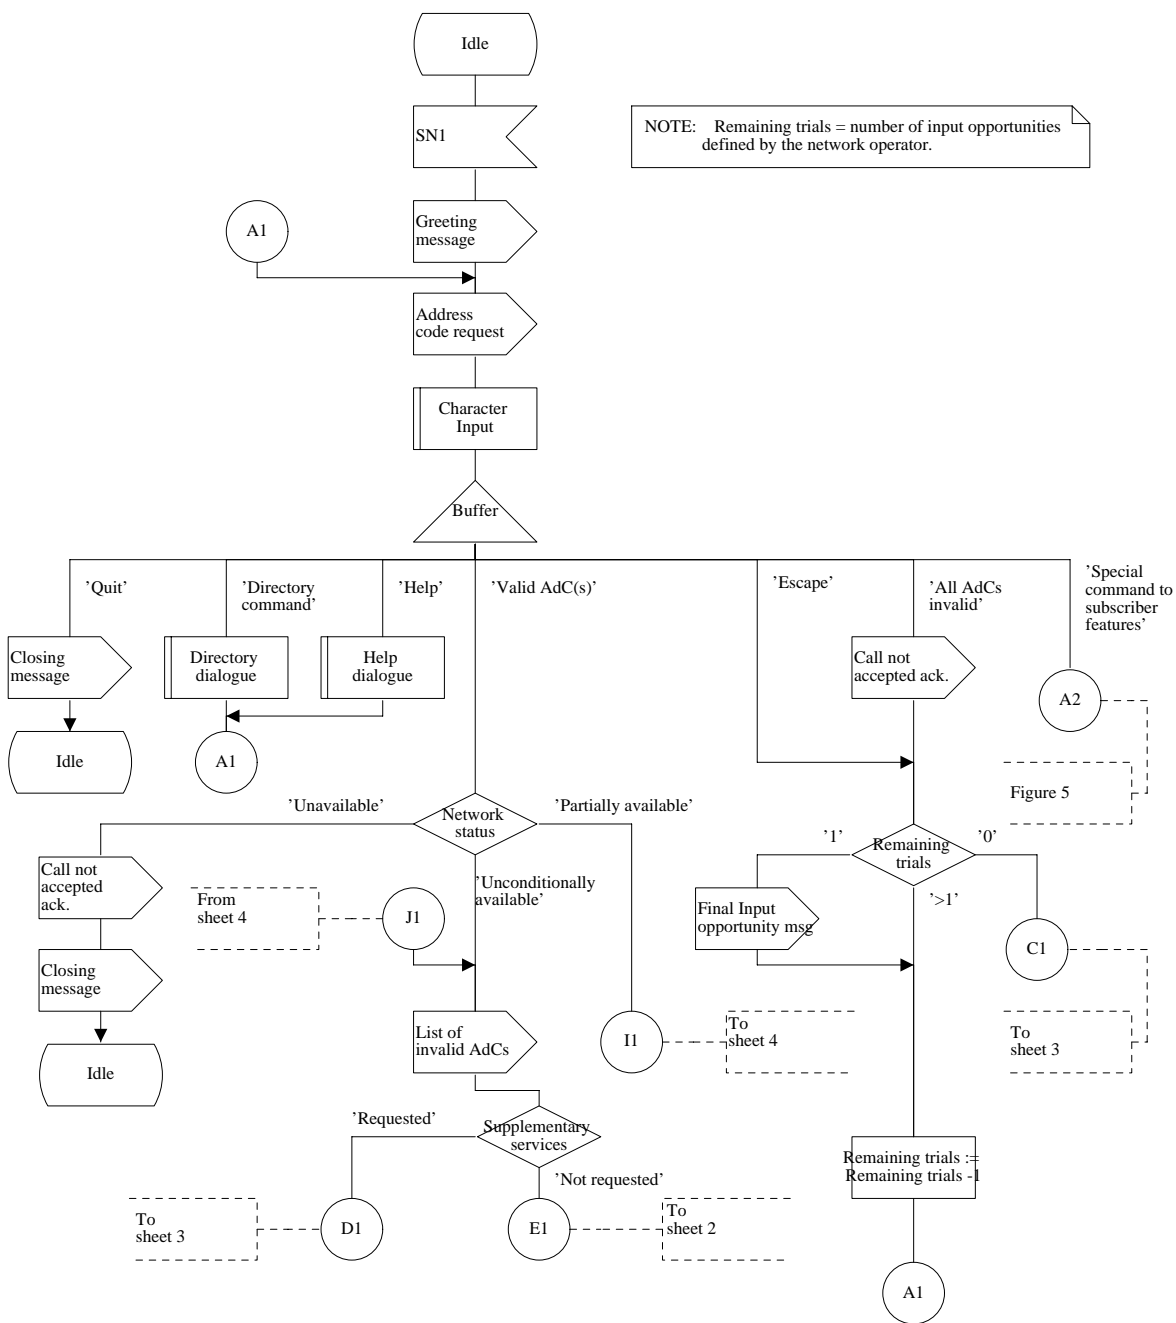 Idle
SN1
NOTE: Remaining trials = number of input opportunities
defined by the network operator.
A1
Greeting
message
Address
code request
Character
Input
Buffer
’Quit’
’Directory
command’
’Help’
’Valid AdC(s)’
’Escape’
’All AdCs
invalid’
’Special
command to
subscriber
features’
Closing
message
Directory
dialogue
Help
dialogue
Call not
accepted ack.
A2
Idle
A1
Figure 5
’Unavailable’
Network
status
’Partially available’
’1’
Remaining
trials
’0’
’>1’
Call not
accepted
ack.
From
sheet 4
J1
’Unconditionally
available’
Final Input
opportunity msg
C1
Closing
message
List of
invalid AdCs
I1
To
sheet 4
To
sheet 3
Idle
’Requested’
Supplementary
services
’Not requested’
Remaining trials :=
Remaining trials -1
To
sheet 3
D1
E1
To
sheet 2
A1